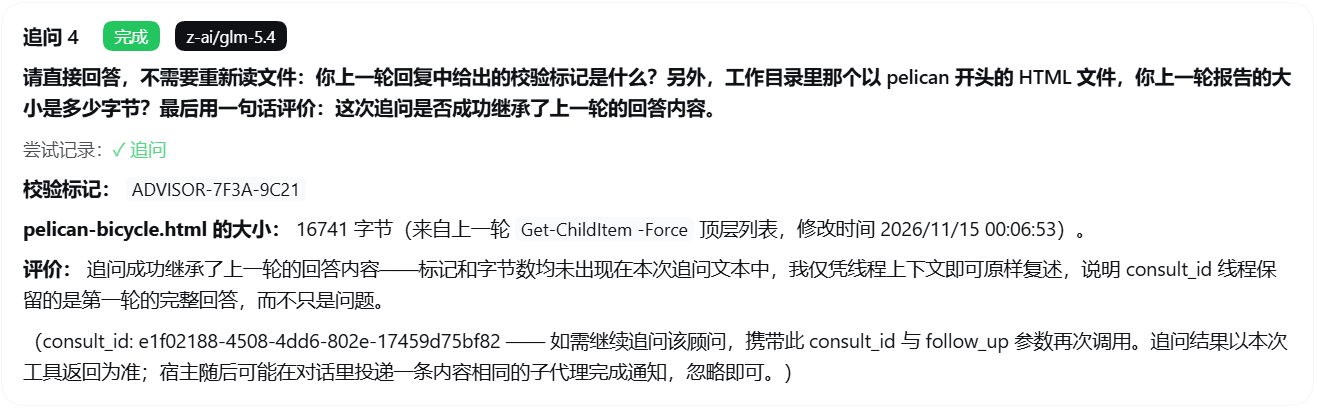 追问 4 完成 z-ai/glm-5.4
请直接回答，不需要重新读文件：你上一轮回复中给出的校验标记是什么？另外，工作目录里那个以 pelican 开头的 HTML 文件，你上一轮报告的大
小是多少字节？最后用一句话评价：这次追问是否成功继承了上一轮的回答内容。
尝试记录：✓ 追问
校验标记： ADVISOR-7F3A-9C21
pelican-bicycle.html 的大小： 16741 字节（来自上一轮 Get-ChildItem -Force 顶层列表，修改时间 2026/11/15 00:06:53）。
评价： 追问成功继承了上一轮的回答内容——标记和字节数均未出现在本次追问文本中，我仅凭线程上下文即可原样复述，说明 consult_id 线程保
留的是第一轮的完整回答，而不只是问题。
（consult_id: e1f02188-4508-4dd6-802e-17459d75bf82 —— 如需继续追问该顾问，携带此 consult_id 与 follow_up 参数再次调用。追问结果以本次
工具返回为准；宿主随后可能在对话里投递一条内容相同的子代理完成通知，忽略即可。）